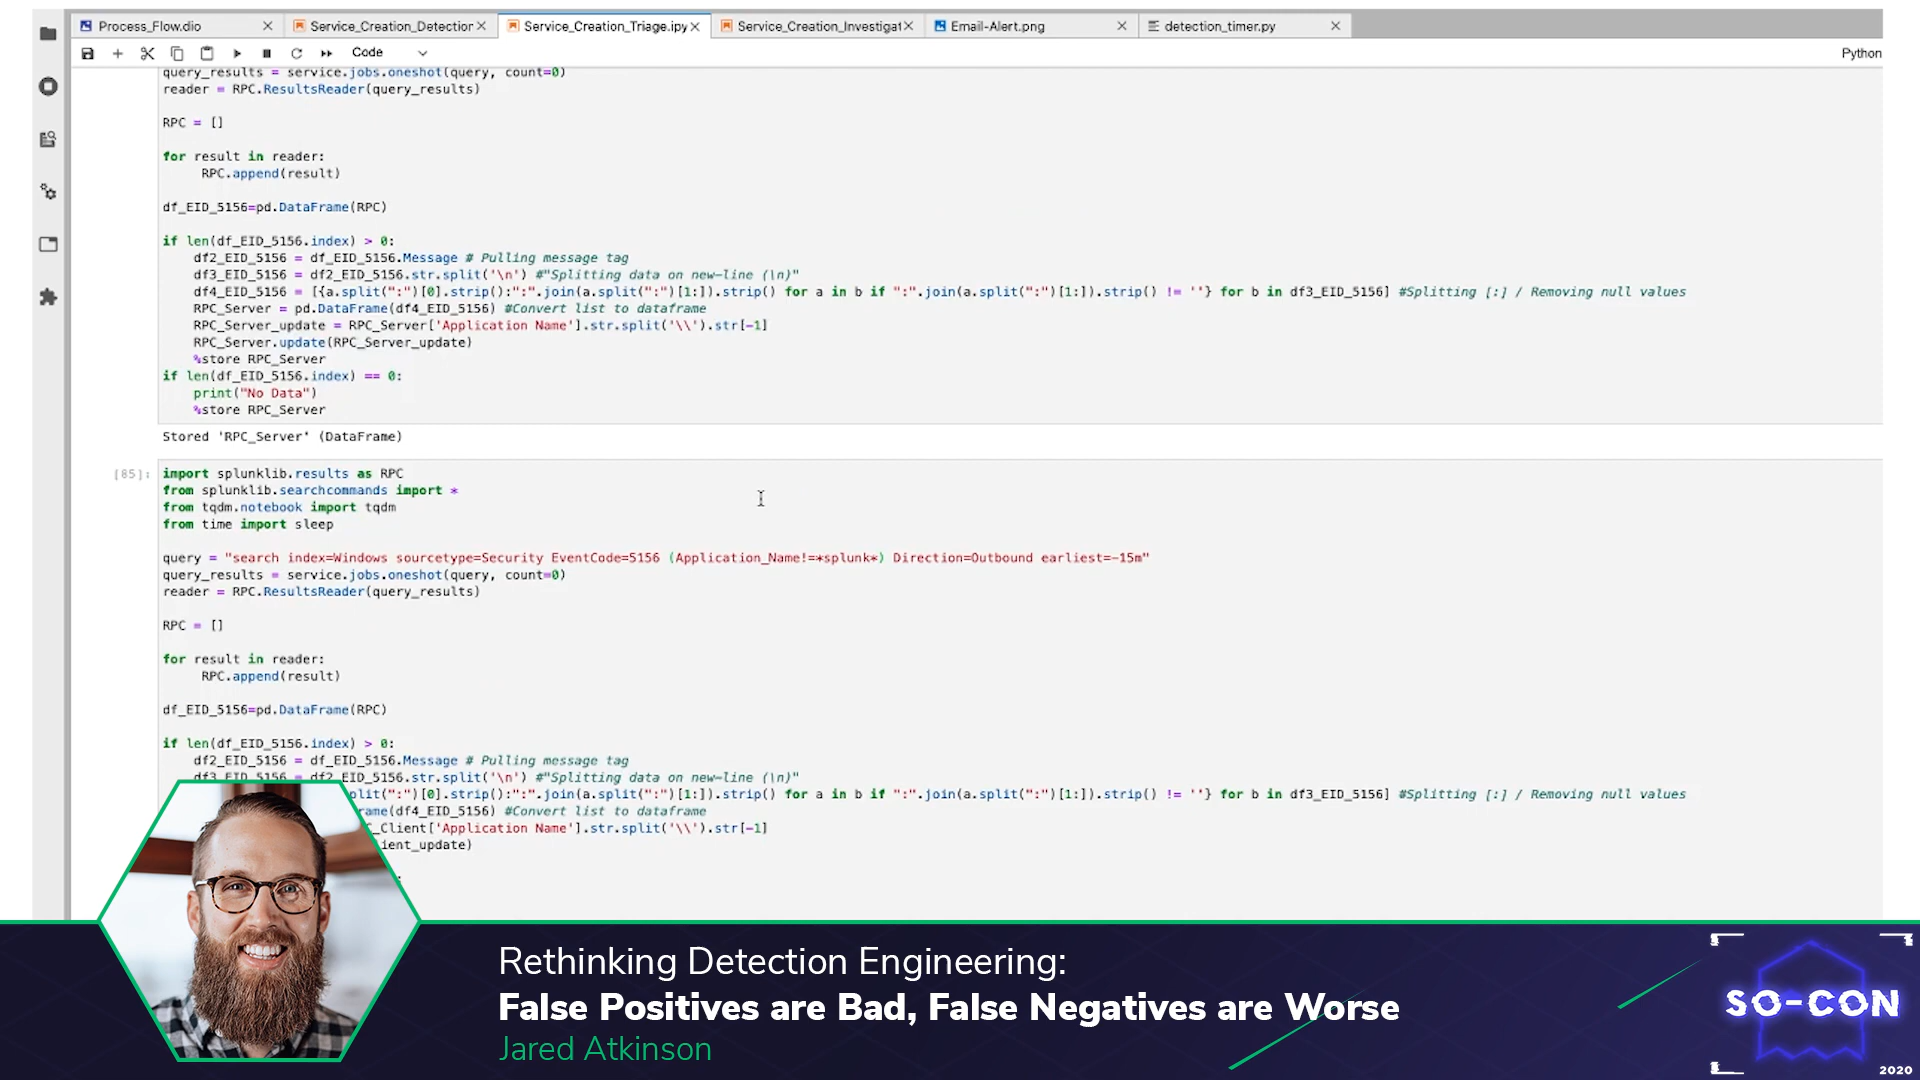 Process_Flow.dio
Service_Creation_Detection
Service_Creation_Triage.ipy
Service_Creation_Investigat
Email-Alert.png
detection_timer.py
Code
Python
query_results = service.jobs.oneshot(query, count=0)
reader = RPC.ResultsReader(query_results)
RPC = []
for result in reader:
RPC.append(result)
df_EID_5156=pd.DataFrame(RPC)
if len(df_EID_5156.index) > 0:
df2_EID_5156 = df_EID_5156.Message # Pulling message tag
df3_EID_5156 = df2_EID_5156.str.split('\n') #"Splitting data on new-line (\n)"
df4_EID_5156 = [{a.split(":")[0].strip():":".join(a.split(":")[1:]).strip() for a in b if ":".join(a.split(":")[1:]).strip() != ''} for b in df3_EID_5156] #Splitting [:] / Removing null values
RPC_Server = pd.DataFrame(df4_EID_5156) #Convert list to dataframe
RPC_Server_update = RPC_Server['Application Name'].str.split('\\').str[-1]
RPC_Server.update(RPC_Server_update)
%store RPC_Server
if len(df_EID_5156.index) == 0:
print("No Data")
%store RPC_Server
Stored 'RPC_Server' (DataFrame)
[85]:
import splunklib.results as RPC
from splunklib.searchcommands import *
from tqdm.notebook import tqdm
from time import sleep
query = "search index=Windows sourcetype=Security EventCode=5156 (Application_Name!=*splunk*) Direction=Outbound earliest=-15m"
query_results = service.jobs.oneshot(query, count=0)
reader = RPC.ResultsReader(query_results)
RPC = []
for result in reader:
RPC.append(result)
df_EID_5156=pd.DataFrame(RPC)
if len(df_EID_5156.index) > 0:
df2_EID_5156 = df_EID_5156.Message # Pulling message tag
df3_EID_5156 = df2_EID_5156.str.split('\n') #"Splitting data on new-line (\n)"
plit(":")[0].strip():":".join(a.split(":")[1:]).strip() for a in b if ":".join(a.split(":")[1:]).strip() != ''} for b in df3_EID_5156] #Splitting [:] / Removing null values
ame(df4_EID_5156) #Convert list to dataframe
C_Client['Application Name'].str.split('\\').str[-1]
ient_update)
:
Rethinking Detection Engineering:
False Positives are Bad, False Negatives are Worse
Jared Atkinson
SO-CON
2020